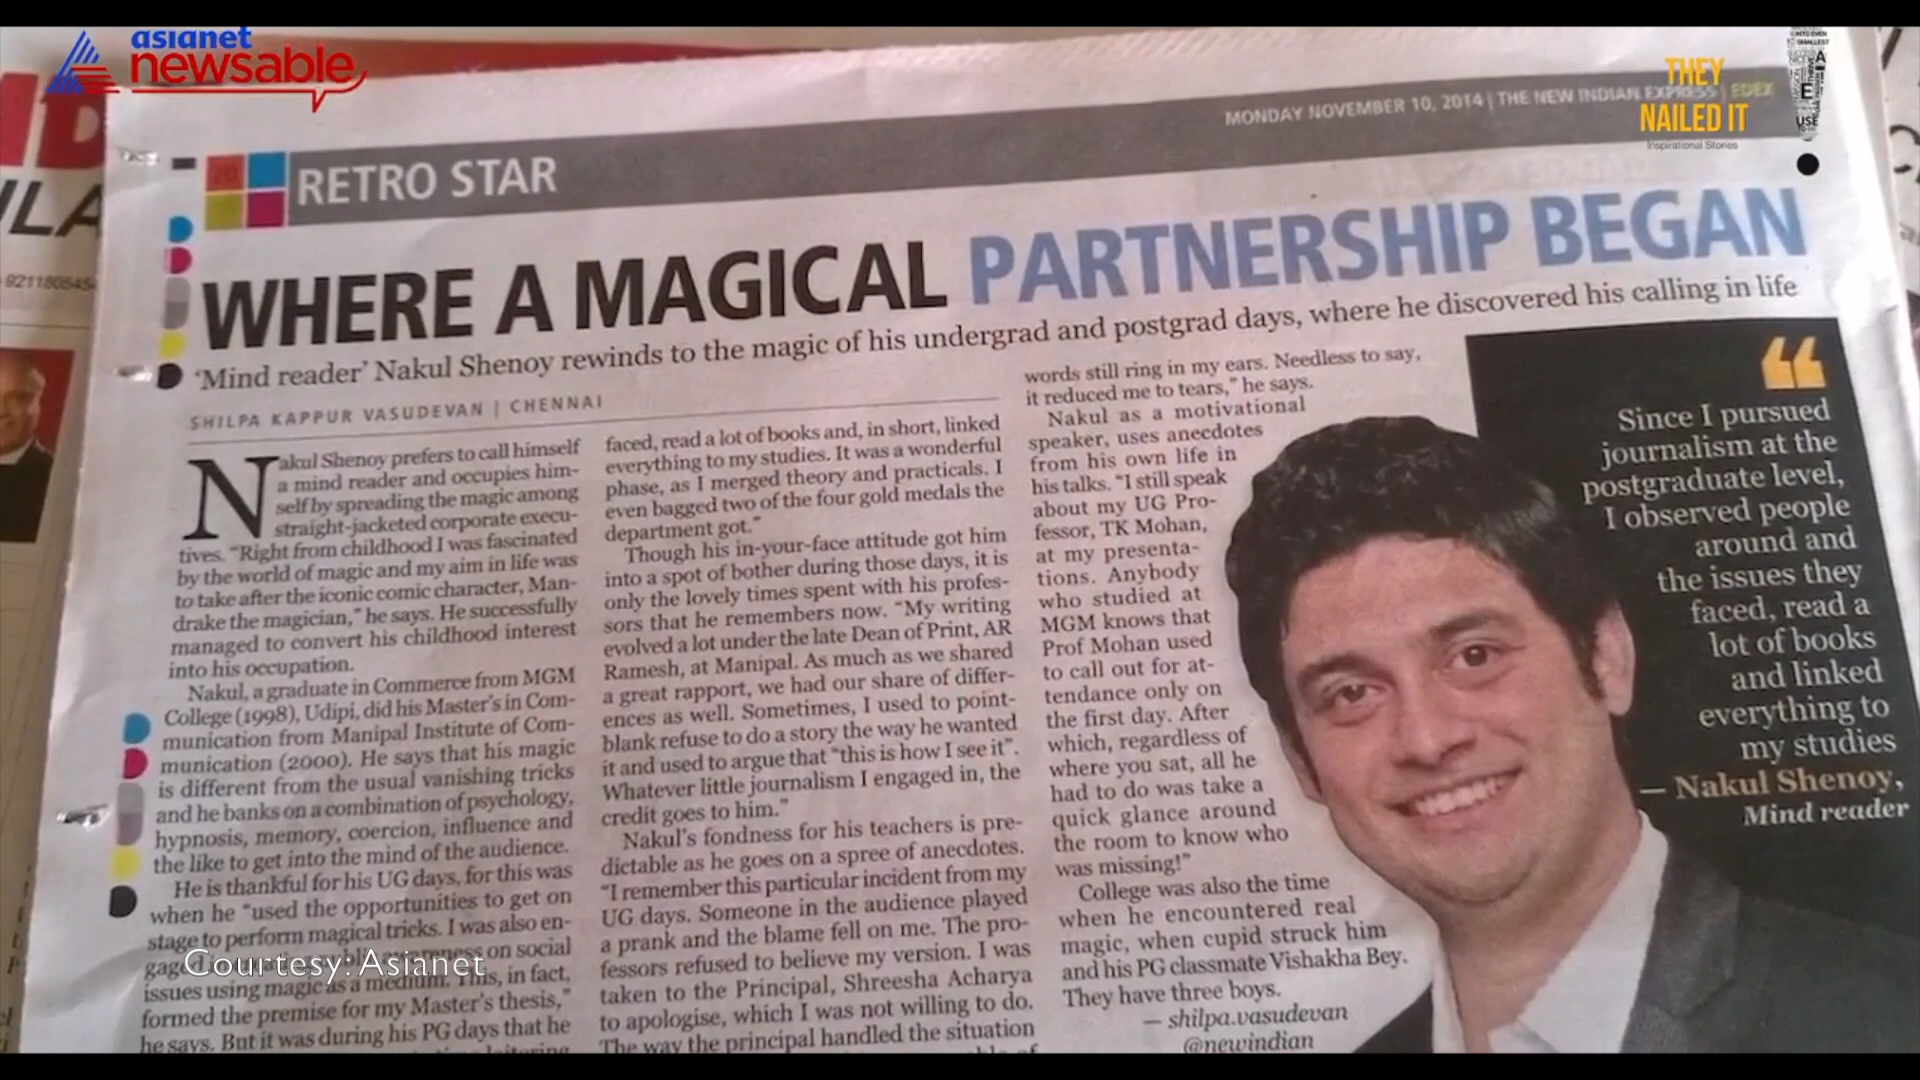 asianet
newsable
THEY
NAILED IT
Inspirational Stories
MONDAY NOVEMBER 10, 2014 | THE NEW INDIAN EXPRESS | EDEX
20
RETRO STAR
WHERE A MAGICAL PARTNERSHIP BEGAN
'Mind reader' Nakul Shenoy rewinds to the magic of his undergrad and postgrad days, where he discovered his calling in life
SHILPA KAPPUR VASUDEVAN | CHENNAI
Nakul Shenoy prefers to call himself
a mind reader and occupies him-
self by spreading the magic among
straight-jacketed corporate execu-
tives. "Right from childhood I was fascinated
by the world of magic and my aim in life was
to take after the iconic comic character, Man-
drake the magician," he says. He successfully
managed to convert his childhood interest
into his occupation.
Nakul, a graduate in Commerce from MGM
College (1998), Udipi, did his Master's in Com-
munication from Manipal Institute of Com-
munication (2000). He says that his magic
is different from the usual vanishing tricks
and he banks on a combination of psychology,
hypnosis, memory, coercion, influence and
the like to get into the mind of the audience.
He is thankful for his UG days, for this was
when he "used the opportunities to get on
stage to perform magical tricks. I was also en-
gaged on social
issues using magic as a medium. This, in fact,
formed the premise for my Master's thesis,"
he says. But it was during his PG days that he
faced, read a lot of books and, in short, linked
everything to my studies. It was a wonderful
phase, as I merged theory and practicals. I
even bagged two of the four gold medals the
department got."
Though his in-your-face attitude got him
into a spot of bother during those days, it is
only the lovely times spent with his profes-
sors that he remembers now. "My writing
evolved a lot under the late Dean of Print, AR
Ramesh, at Manipal. As much as we shared
a great rapport, we had our share of differ-
ences as well. Sometimes, I used to point-
blank refuse to do a story the way he wanted
it and used to argue that "this is how I see it".
Whatever little journalism I engaged in, the
credit goes to him."
Nakul's fondness for his teachers is pre-
dictable as he goes on a spree of anecdotes.
"I remember this particular incident from my
UG days. Someone in the audience played
a prank and the blame fell on me. The pro-
fessors refused to believe my version. I was
taken to the Principal, Shreesha Acharya
to apologise, which I was not willing to do.
The way the principal handled the situation
words still ring in my ears. Needless to say,
it reduced me to tears," he says.
Nakul as a motivational
speaker, uses anecdotes
from his own life in
his talks. "I still speak
about my UG Pro-
fessor, TK Mohan,
at my presenta-
tions. Anybody
who studied at
MGM knows that
Prof Mohan used
to call out for at-
tendance only on
the first day. After
which, regardless of
where you sat, all he
had to do was take a
quick glance around
the room to know who
was missing!"
College was also the time
when he encountered real
magic, when cupid struck him
and his PG classmate Vishakha Bey.
They have three boys.
— shilpa.vasudevan
@newindian
“
Since I pursued
journalism at the
postgraduate level,
I observed people
around and
the issues they
faced, read a
lot of books
and linked
everything to
my studies
— Nakul Shenoy,
Mind reader
Courtesy: Asianet